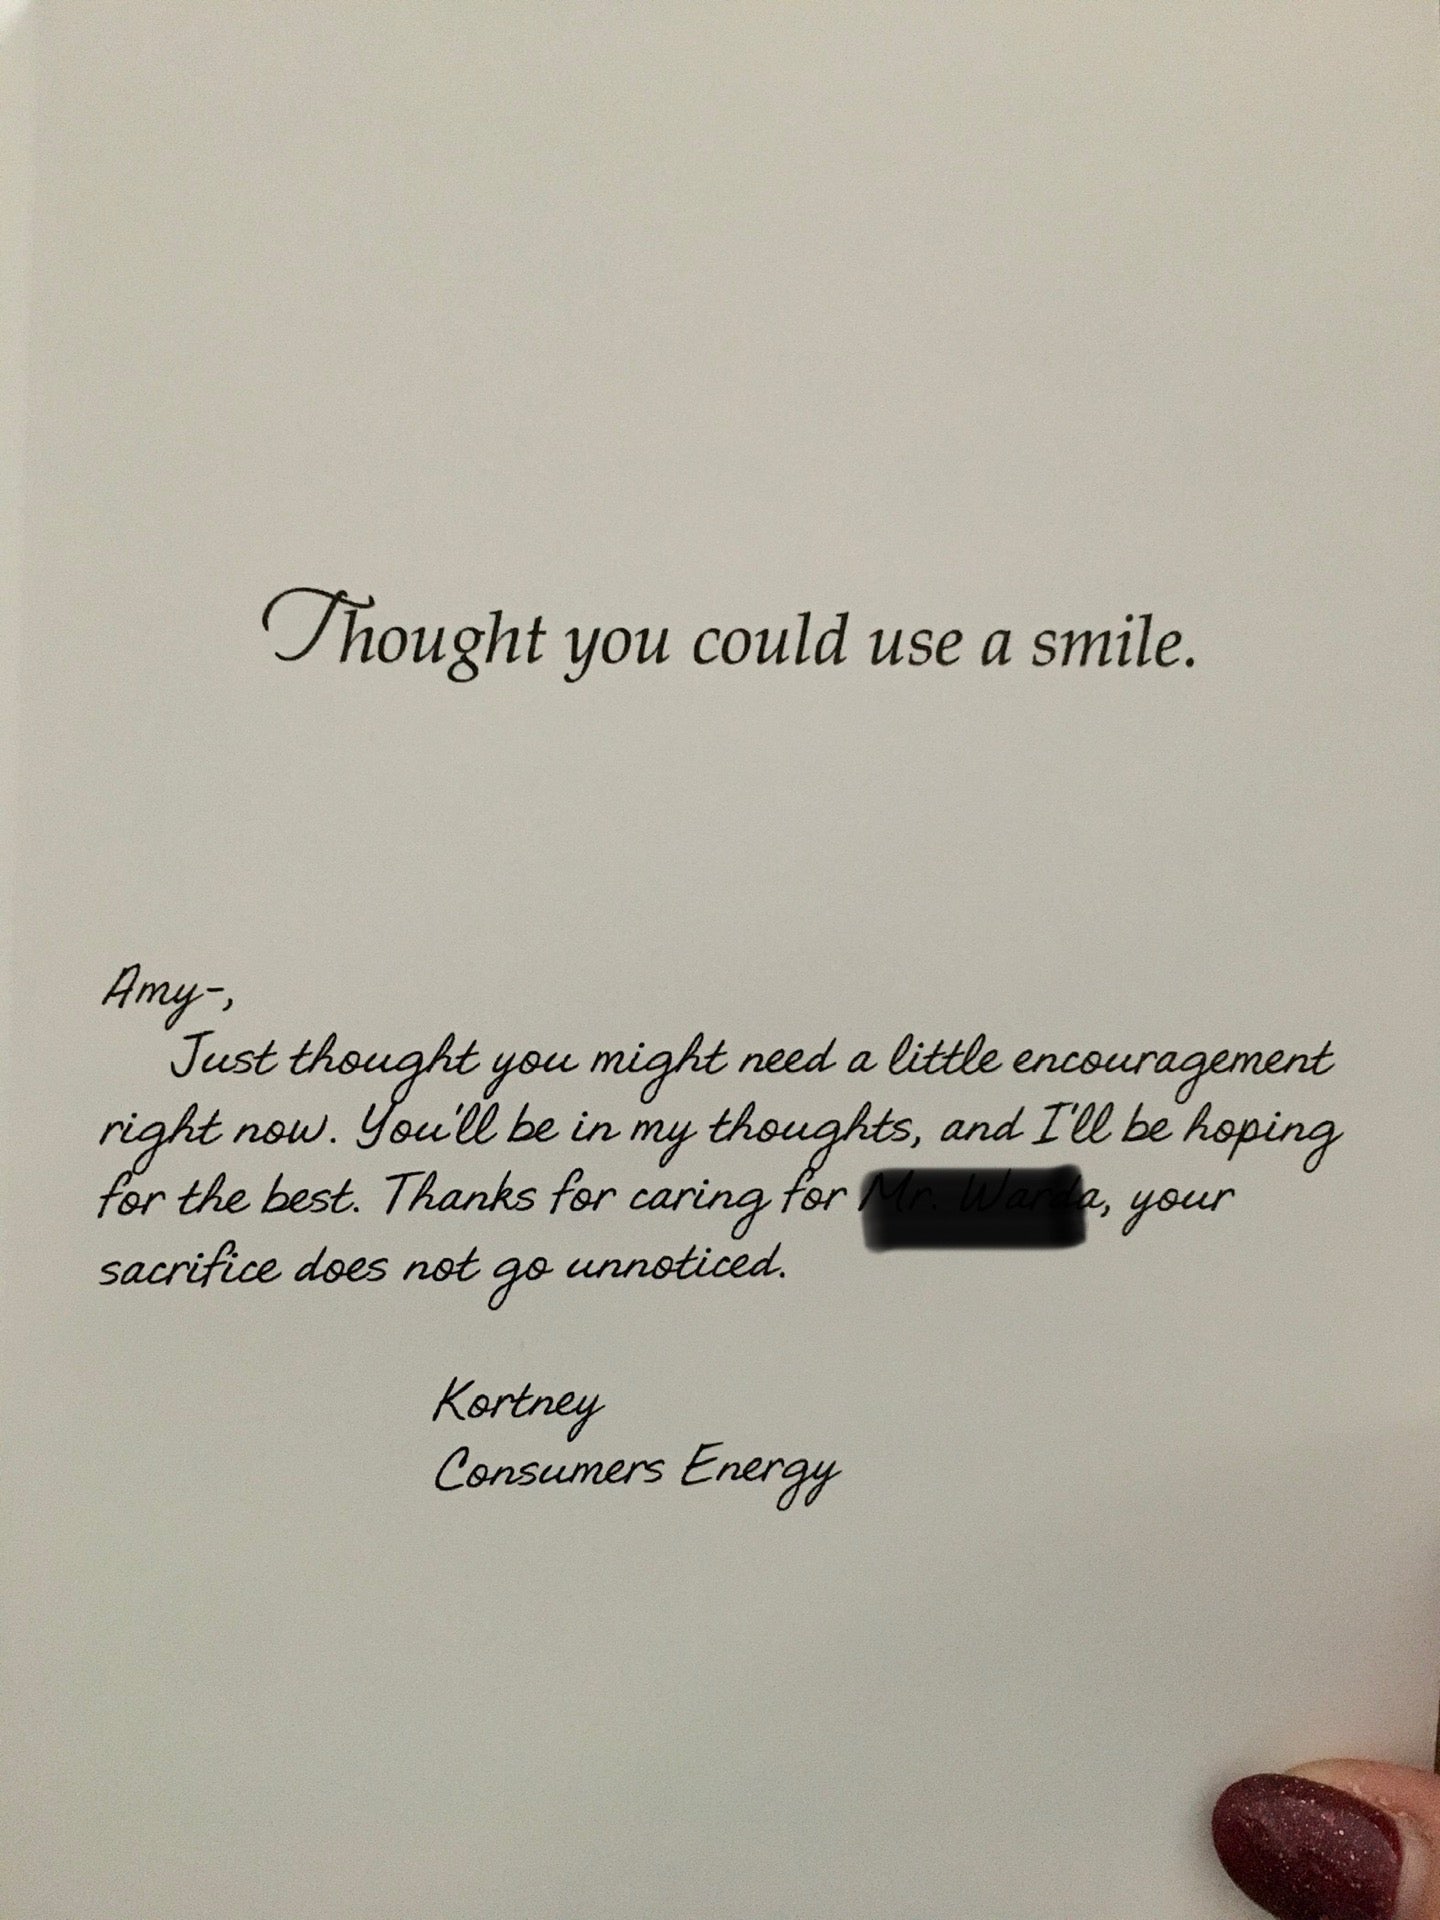 Thought you could use a smile.
Amy-,
Just thought you might need a little encouragement
right now. You'll be in my thoughts, and I'll be hoping
for the best. Thanks for caring for , your
sacrifice does not go unnoticed.
Kortney
Consumers Energy